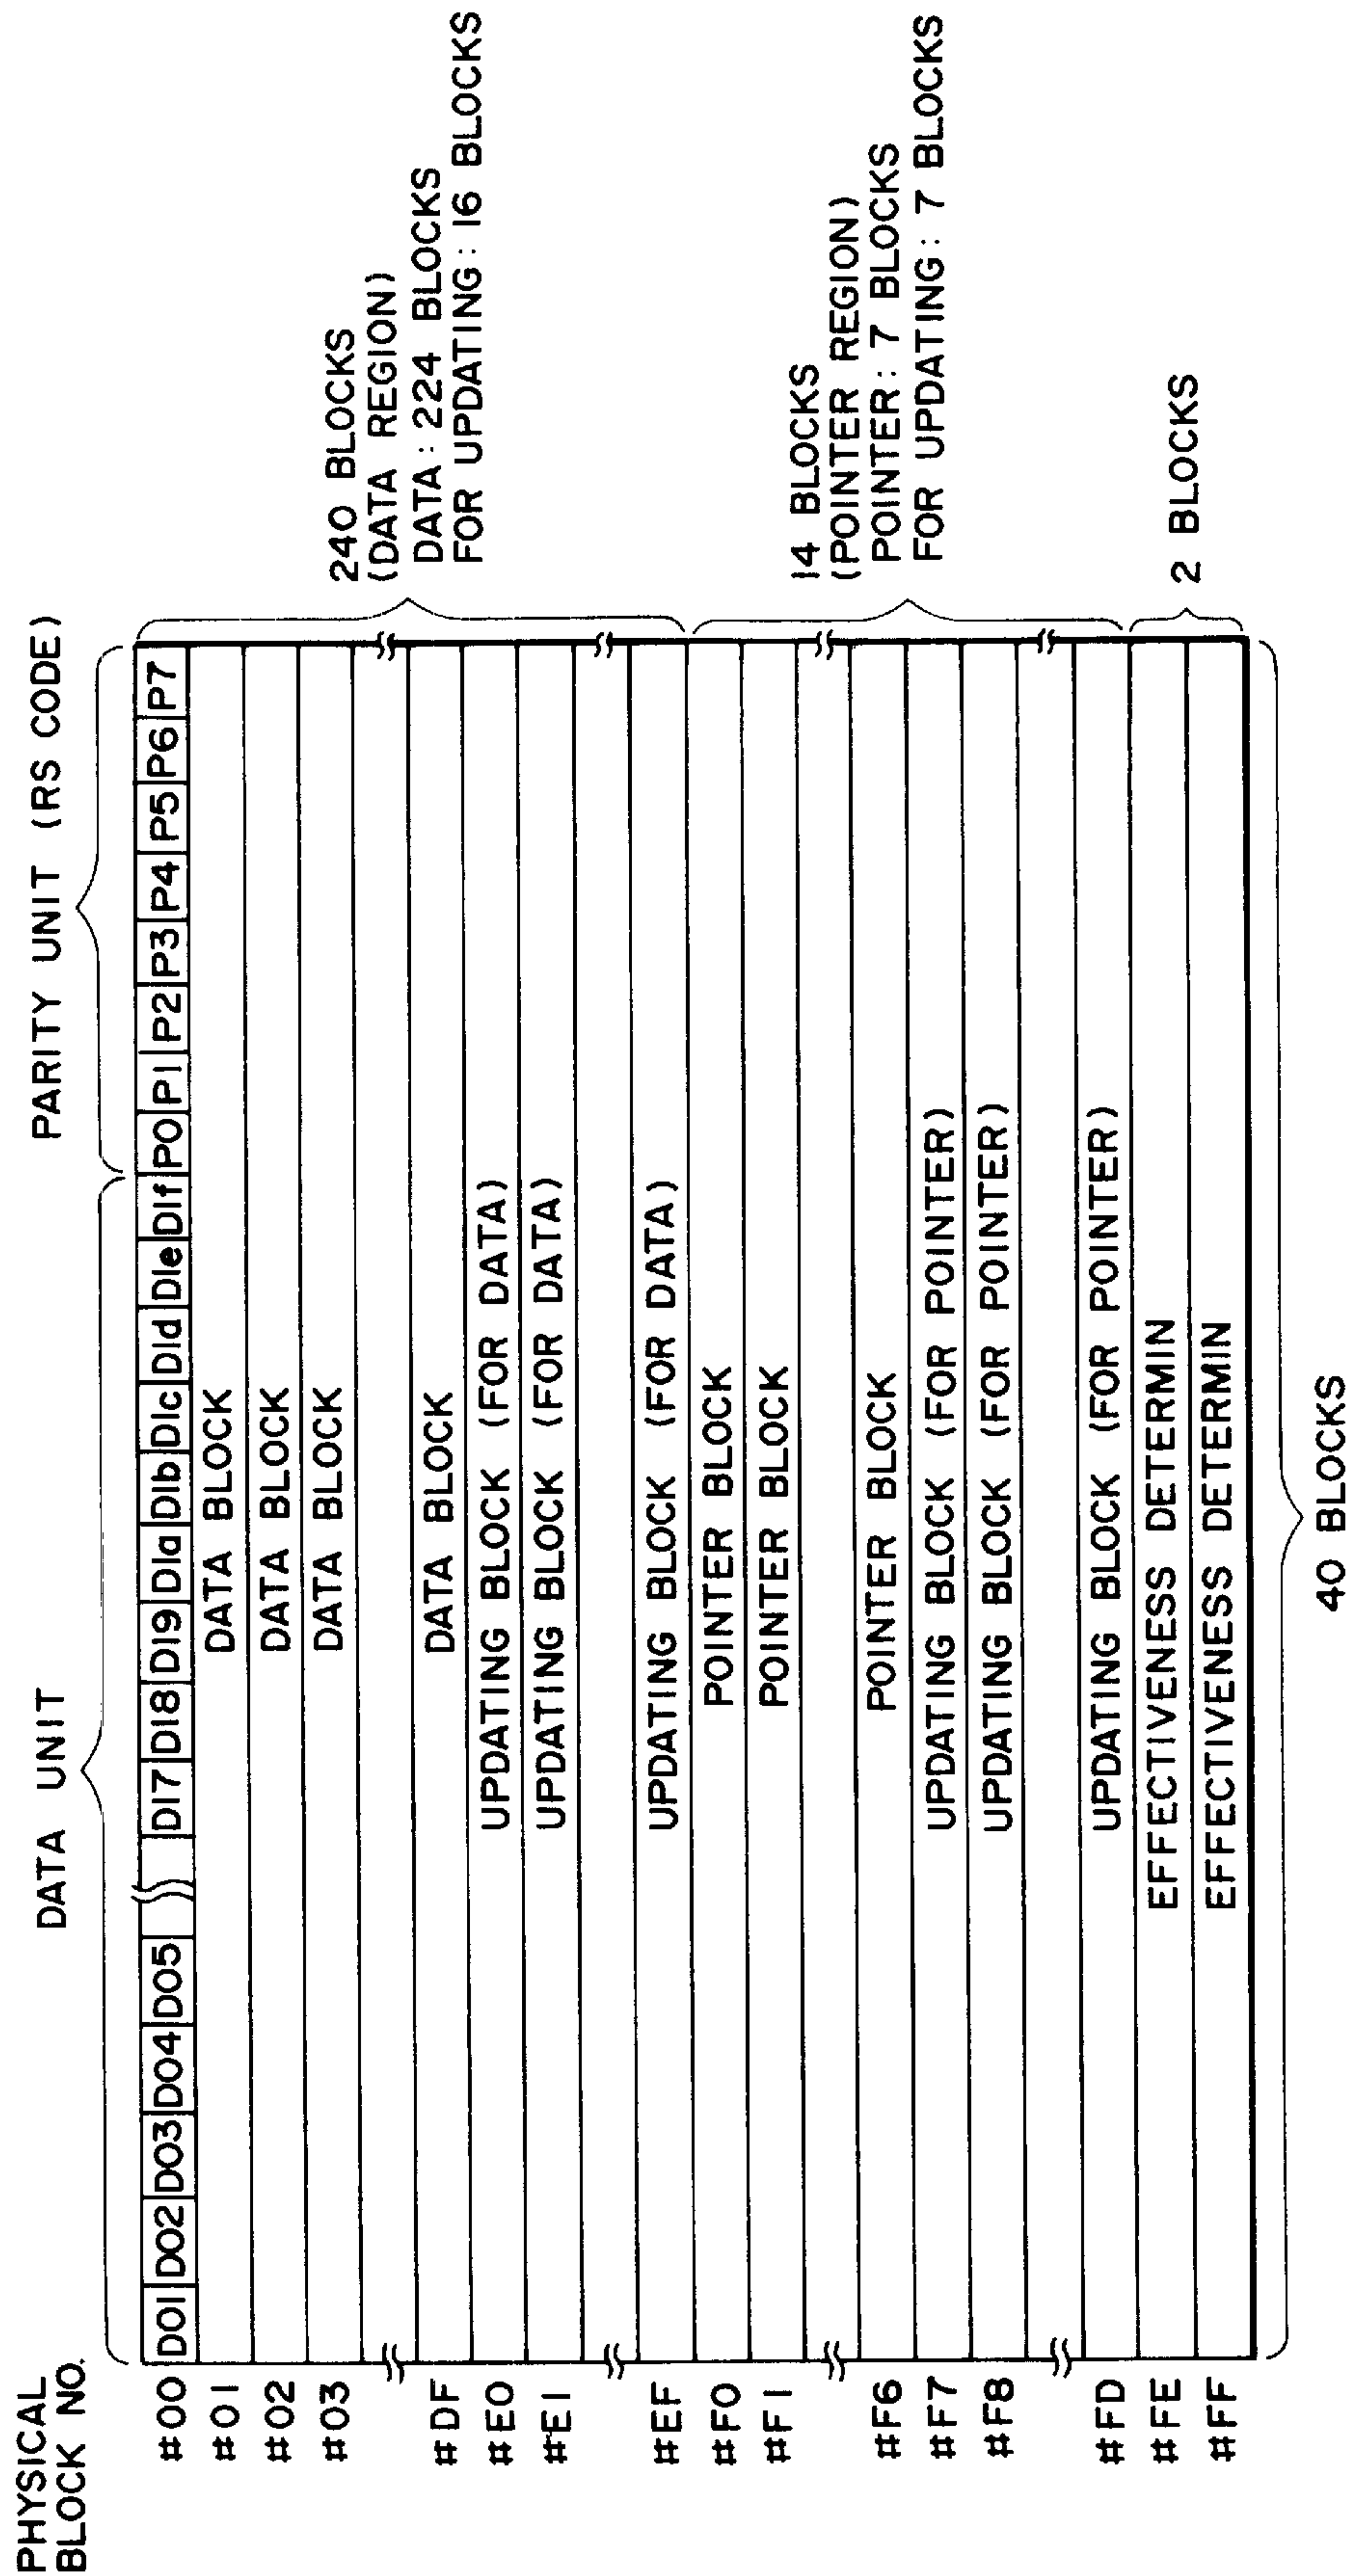 PHYSICAL
BLOCK NO.
DATA UNIT
PARITY UNIT (RS CODE)
#00 D01 D02 D03 D04 D05 D17 D18 D19 D1a D1b D1c D1d D1e D1f P0 P1 P2 P3 P4 P5 P6 P7
#01 DATA BLOCK
#02 DATA BLOCK
#03 DATA BLOCK
#DF DATA BLOCK
#E0 UPDATING BLOCK (FOR DATA)
#E1 UPDATING BLOCK (FOR DATA)
#EF UPDATING BLOCK (FOR DATA)
#F0 POINTER BLOCK
#F1 POINTER BLOCK
#F6 POINTER BLOCK
#F7 UPDATING BLOCK (FOR POINTER)
#F8 UPDATING BLOCK (FOR POINTER)
#FD UPDATING BLOCK (FOR POINTER)
#FE EFFECTIVENESS DETERMIN
#FF EFFECTIVENESS DETERMIN
240 BLOCKS
(DATA REGION)
DATA: 224 BLOCKS
FOR UPDATING: 16 BLOCKS
14 BLOCKS
(POINTER REGION)
POINTER: 7 BLOCKS
FOR UPDATING: 7 BLOCKS
2 BLOCKS
40 BLOCKS